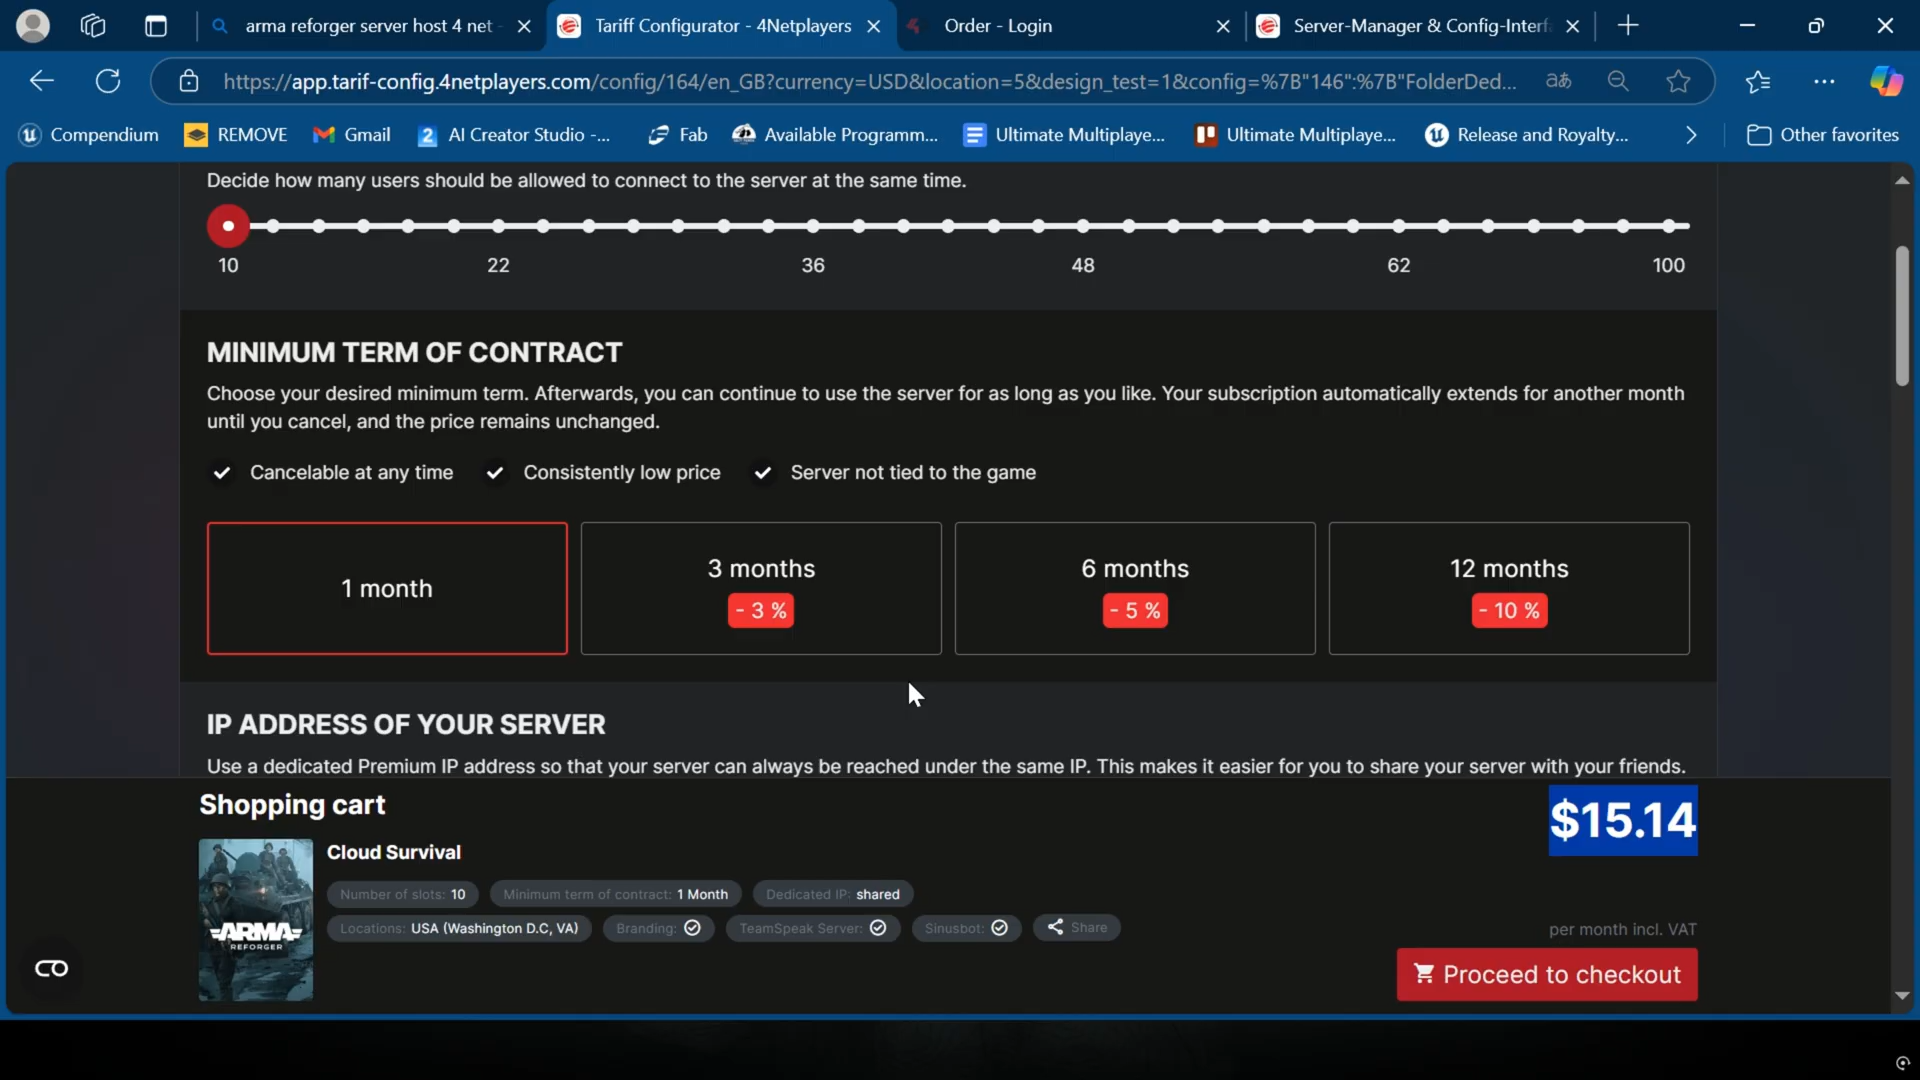 arma reforger server host 4 net
Tariff Configurator - 4Netplayers
Order - Login
Server-Manager & Config-Interf
https://app.tarif-config.4netplayers.com/config/164/en_GB?currency=USD&location=5&design_test=1&config=%7B"146":%7B"FolderDed...
Compendium
REMOVE
Gmail
AI Creator Studio -...
Fab
Available Programm...
Ultimate Multiplaye...
Ultimate Multiplaye...
Release and Royalty...
Other favorites
Decide how many users should be allowed to connect to the server at the same time.
10 22 36 48 62 100
MINIMUM TERM OF CONTRACT
Choose your desired minimum term. Afterwards, you can continue to use the server for as long as you like. Your subscription automatically extends for another month
until you cancel, and the price remains unchanged.
Cancelable at any time
Consistently low price
Server not tied to the game
1 month
3 months
- 3 %
6 months
- 5 %
12 months
- 10 %
IP ADDRESS OF YOUR SERVER
Use a dedicated Premium IP address so that your server can always be reached under the same IP. This makes it easier for you to share your server with your friends.
Shopping cart
$15.14
ARMA
REFORGER
Cloud Survival
Number of slots: 10
Minimum term of contract: 1 Month
Dedicated IP: shared
Locations: USA (Washington D.C, VA)
Branding:
TeamSpeak Server:
Sinusbot:
Share
per month incl. VAT
Proceed to checkout